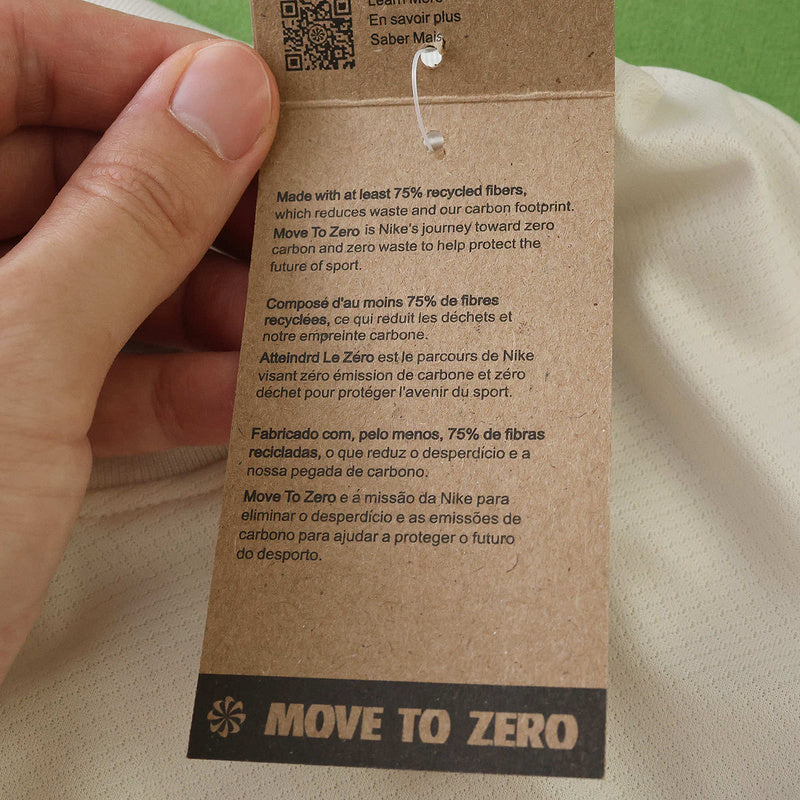 Learn More
En savoir plus
Saber Mais
Made with at least 75% recycled fibers,
which reduces waste and our carbon footprint.
Move To Zero is Nike's journey toward zero
carbon and zero waste to help protect the
future of sport.
Composé d'au moins 75% de fibres
recyclées, ce qui reduit les déchets et
notre empreinte carbone.
Atteindrd Le Zéro est le parcours de Nike
visant zéro émission de carbone et zéro
déchet pour protéger l'avenir du sport.
Fabricado com, pelo menos, 75% de fibras
recicladas, o que reduz o desperdício e a
nossa pegada de carbono.
Move To Zero e a missão da Nike para
eliminar o desperdício e as emissões de
carbono para ajudar a proteger o futuro
do desporto.
MOVE TO ZERO